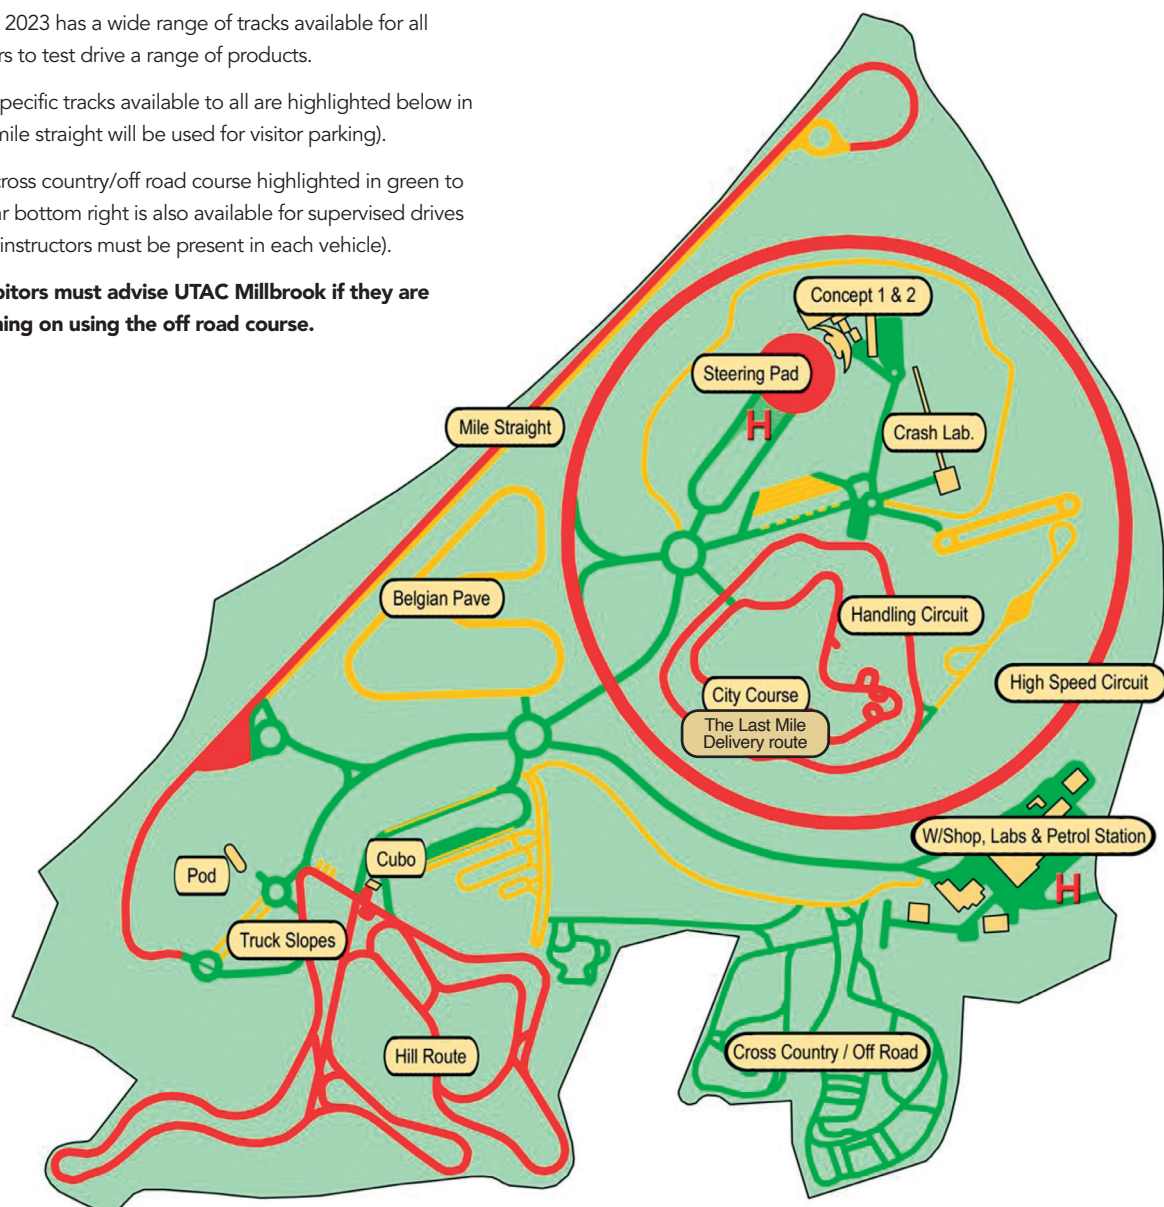 2023 has a wide range of tracks available for all
rs to test drive a range of products.
pecific tracks available to all are highlighted below in
mile straight will be used for visitor parking).
ross country/off road course highlighted in green to
ar bottom right is also available for supervised drives
instructors must be present in each vehicle).
bitors must advise UTAC Millbrook if they are
ning on using the off road course.
Concept 1 & 2
Steering Pad
H
Mile Straight
Crash Lab.
Belgian Pave
Handling Circuit
High Speed Circuit
City Course
The Last Mile
Delivery route
W/Shop, Labs & Petrol Station
H
Cubo
Pod
Truck Slopes
Hill Route
Cross Country / Off Road